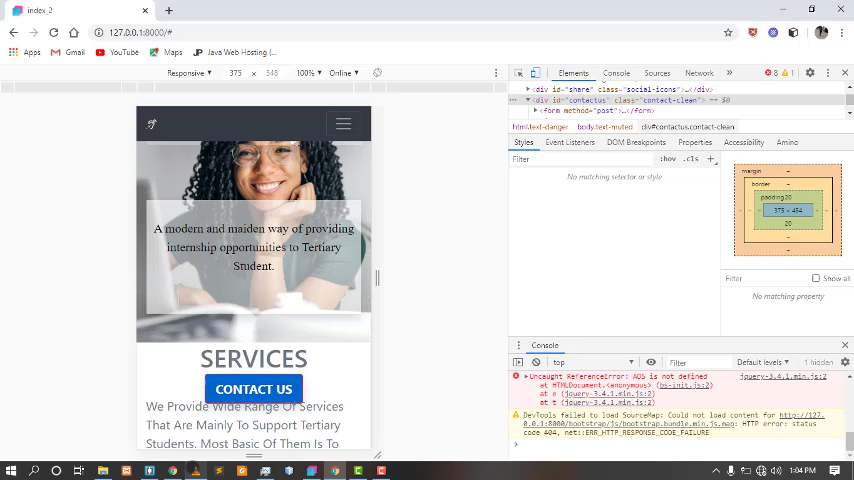 index_2
127.0.0.1:8000/#
Apps
Gmail
YouTube
Maps
Java Web Hosting (...
Responsive
375
548
100%
Online
Elements
Console
Sources
Network
8
1
<div id="share" class="social-icons">…</div>
<div id="contactus" class="contact-clean"> == $0
<form method="post">…</form>
html.text-danger
body.text-muted
div#contactus.contact-clean
Styles
Event Listeners
DOM Breakpoints
Properties
Accessibility
Amino
Filter
:hov
.cls
No matching selector or style
margin
border
padding20
375 × 454
20
Filter
Show all
No matching property
A modern and maiden way of providing
internship opportunities to Tertiary
Student.
SERVICES
CONTACT US
We Provide Wide Range Of Services
That Are Mainly To Support Tertiary
Students. Most Basic Of Them Is To
Console
top
Filter
Default levels
1 hidden
Uncaught ReferenceError: AOS is not defined
jquery-3.4.1.min.js:2
at HTMLDocument.<anonymous> (bs-init.js:2)
at e (jquery-3.4.1.min.js:2)
at t (jquery-3.4.1.min.js:2)
DevTools failed to load SourceMap: Could not load content for http://127.
0.0.1:8000/js/bootstrap.bundle.min.js.map: HTTP error: status
code 404, net::ERR_HTTP_RESPONSE_CODE_FAILURE
1:04 PM